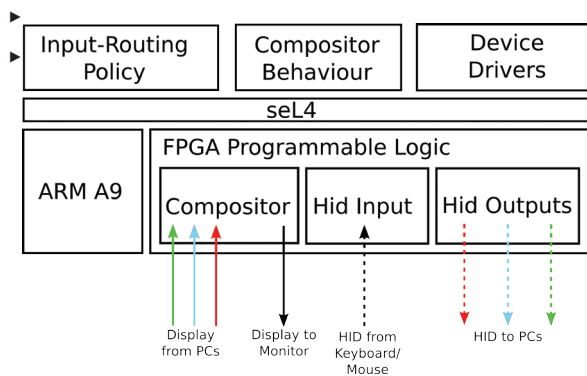 Input-Routing
Policy
Compositor
Behaviour
Device
Drivers
seL4
ARM A9
FPGA Programmable Logic
Compositor
Hid Input
Hid Outputs
Display
from PCs
Display to
Monitor
HID from
Keyboard/
Mouse
HID to PCs